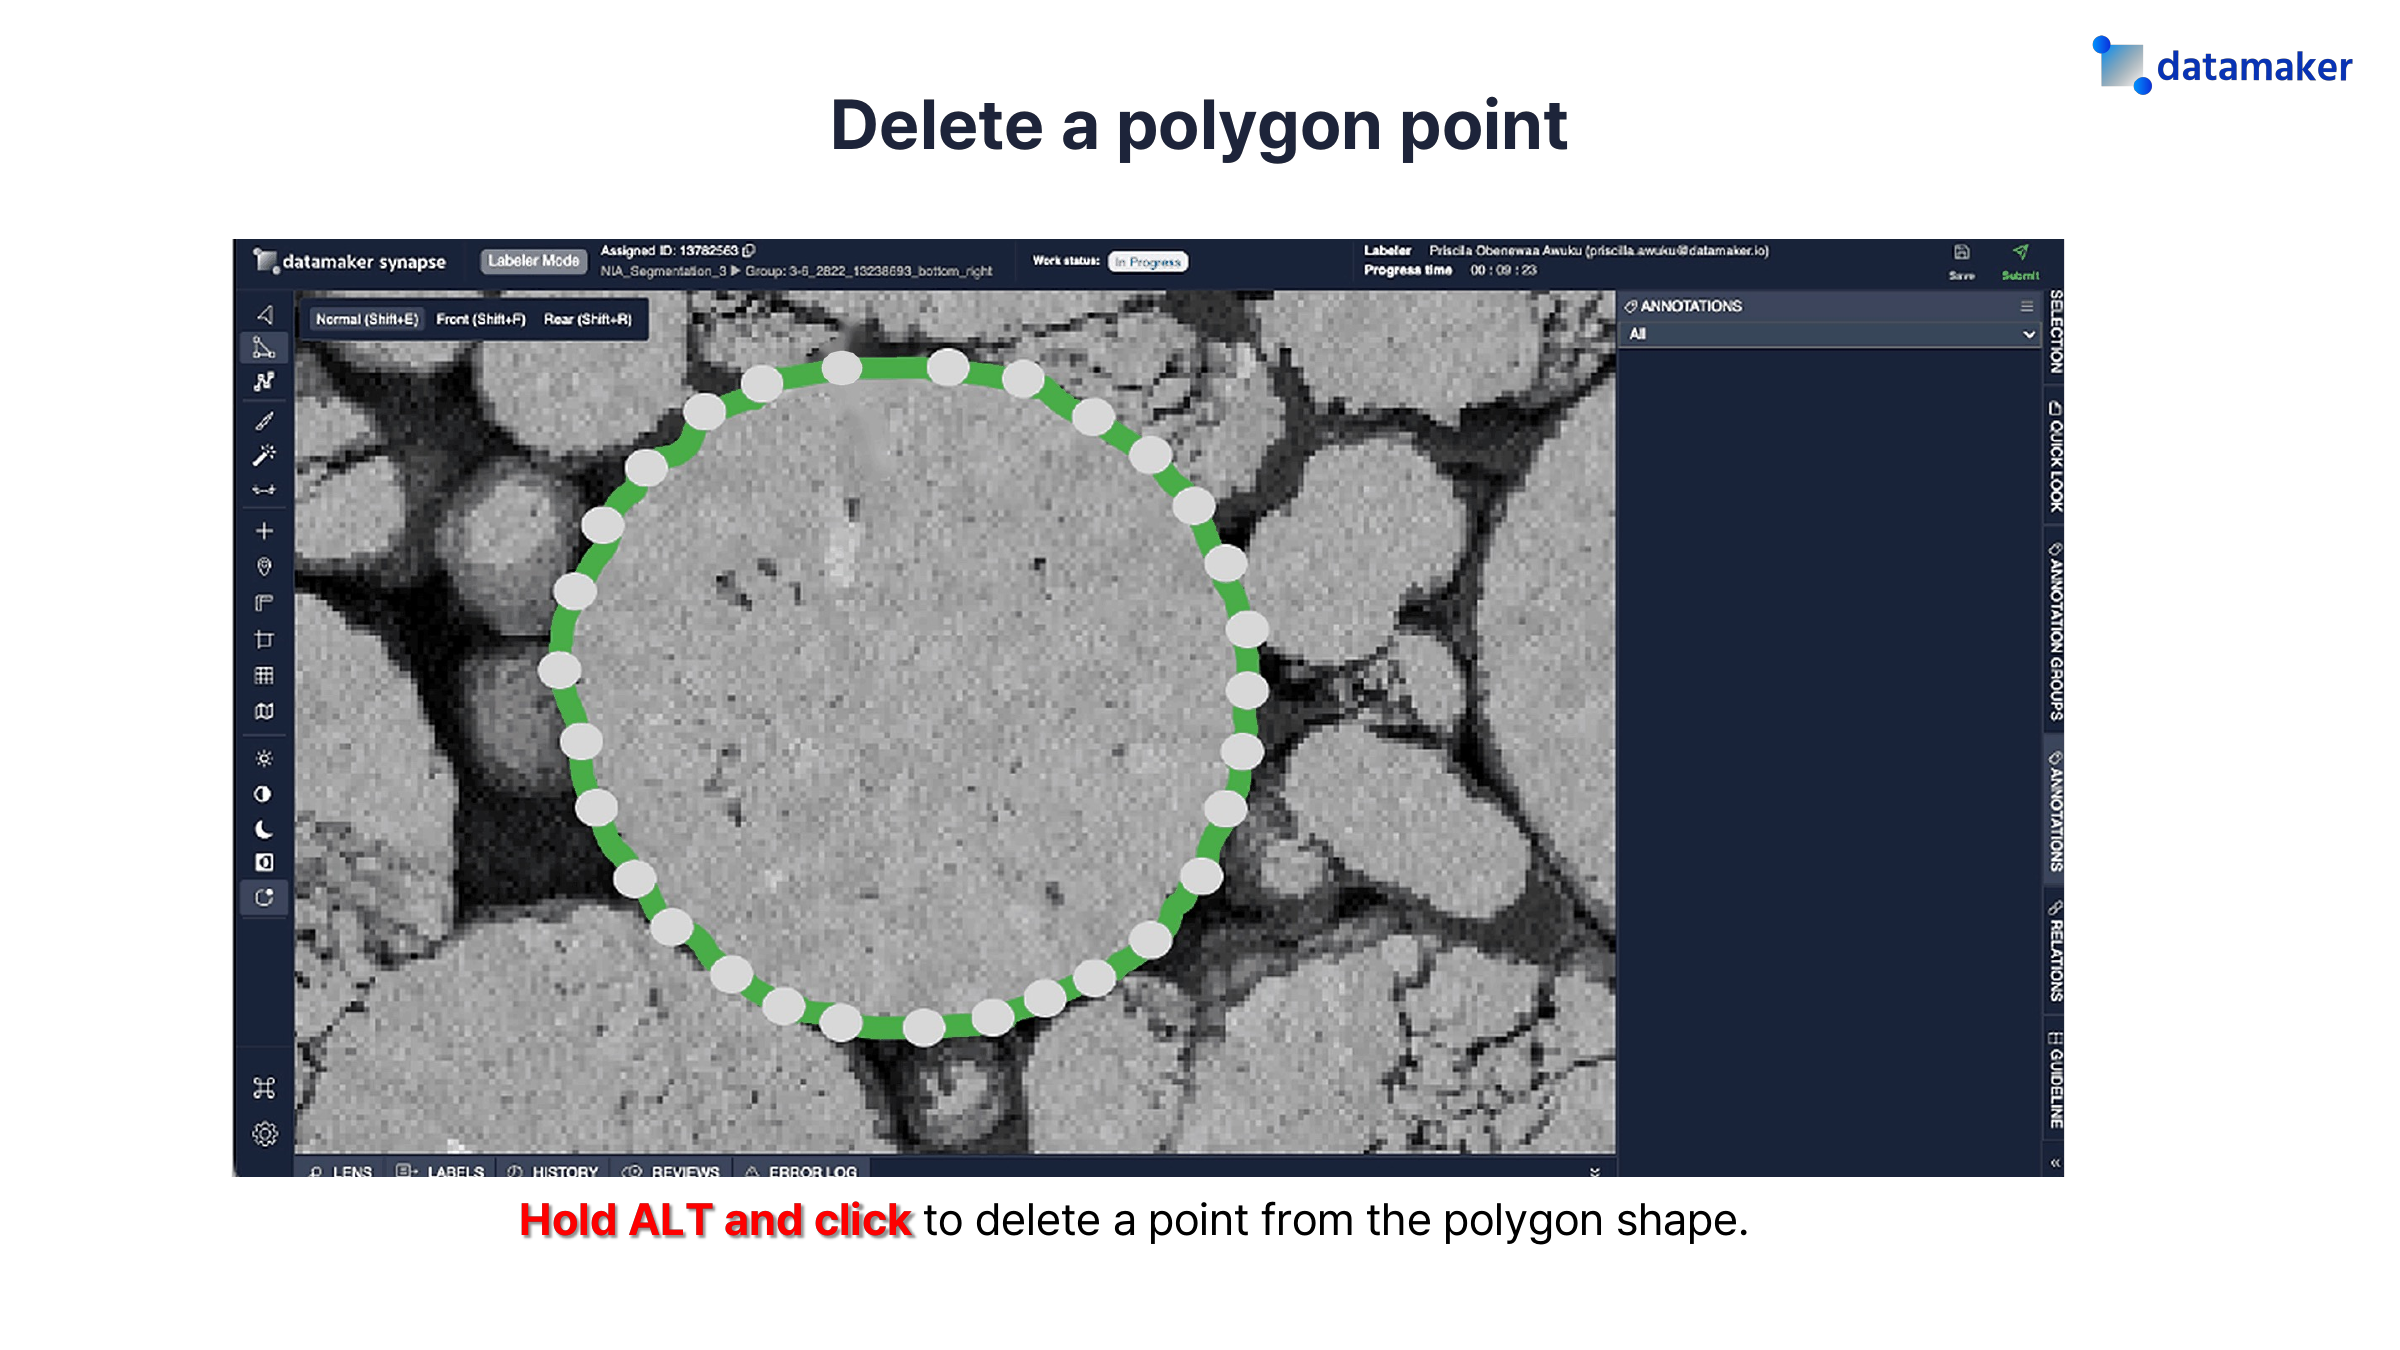 datamaker
Delete a polygon point
datamaker synapse
Labeler Mode
Assigned ID: 13782563
NIA_Segmentation_3 ▶ Group: 3-6_2822_13238693_bottom_right
Work status: In Progress
Labeler Priscila Obenewaa Awuku (priscilla.awuku@datamaker.io)
Progress time 00 : 09 : 23
Save
Submit
Normal (Shift+E) Front (Shift+F) Rear (Shift+R)
ANNOTATIONS
All
SELECTION
QUICK LOOK
ANNOTATION GROUPS
ANNOTATIONS
RELATIONS
GUIDELINE
LENS LABELS HISTORY REVIEWS ERROR LOG
Hold ALT and click to delete a point from the polygon shape.